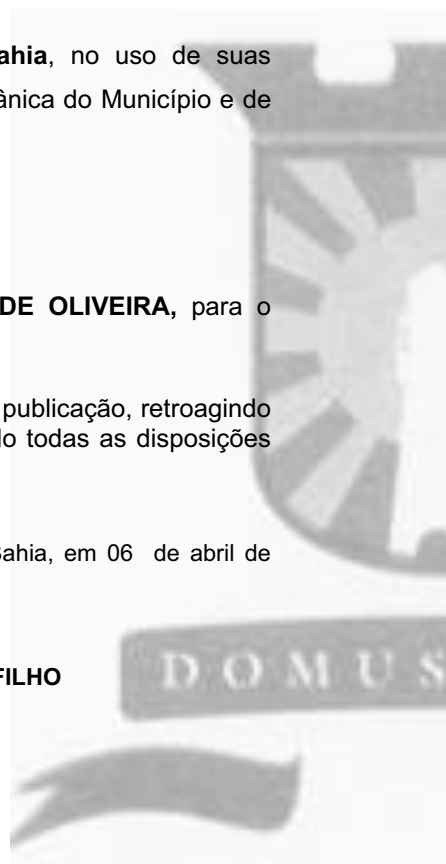 ahia, no uso de suas
ânica do Município e de
DE OLIVEIRA, para o
publicação, retroagindo
o todas as disposições
ahia, em 06 de abril de
FILHO
DOMUS